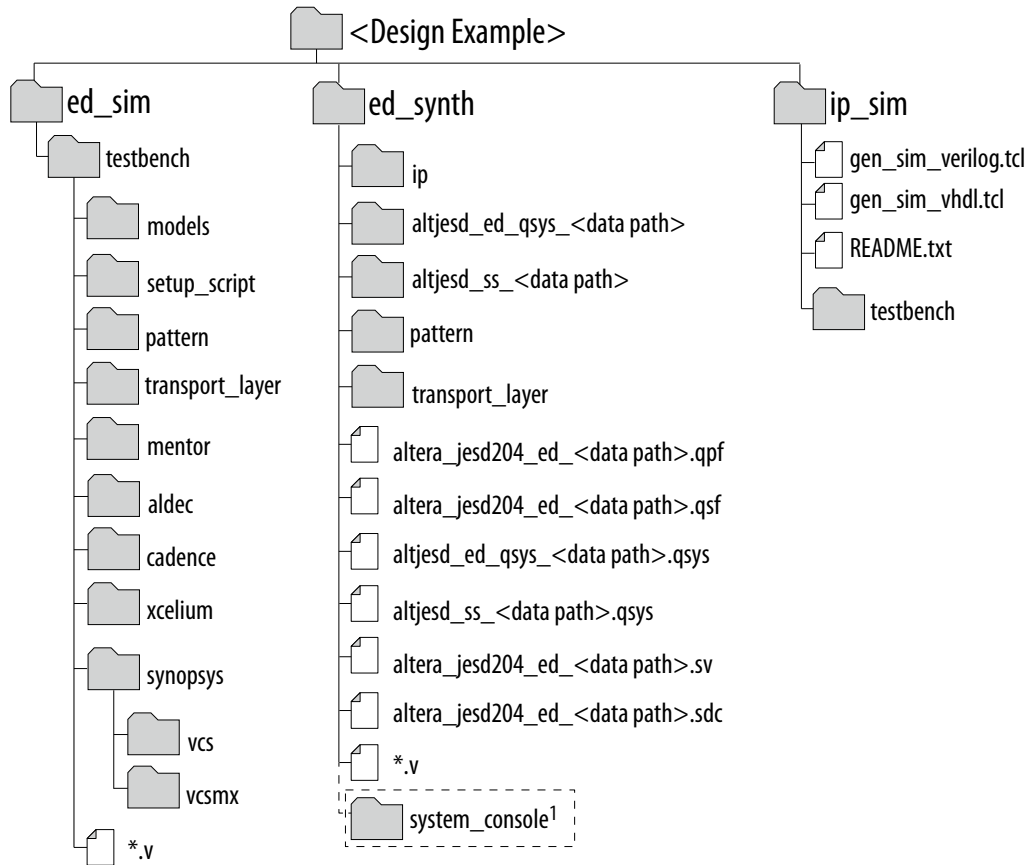 <Design Example>
ed_sim
testbench
models
setup_script
pattern
transport_layer
mentor
aldec
cadence
xcelium
synopsys
vcs
vcsmx
*.v
ed_synth
ip
altjesd_ed_qsys_<data path>
altjesd_ss_<data path>
pattern
transport_layer
altera_jesd204_ed_<data path>.qpf
altera_jesd204_ed_<data path>.qsf
altjesd_ed_qsys_<data path>.qsys
altjesd_ss_<data path>.qsys
altera_jesd204_ed_<data path>.sv
altera_jesd204_ed_<data path>.sdc
*.v
system_console¹
ip_sim
gen_sim_verilog.tcl
gen_sim_vhdl.tcl
README.txt
testbench